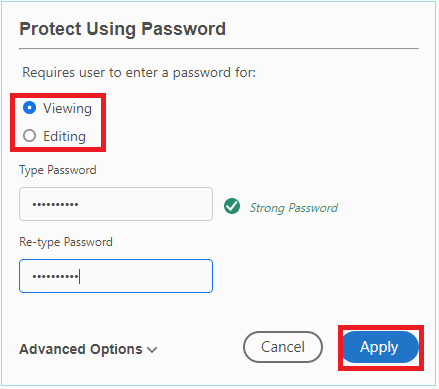 Protect Using Password
Requires user to enter a password for:
Viewing
Editing
Type Password
••••••••••
Strong Password
Re-type Password
••••••••••
Advanced Options
Cancel
Apply